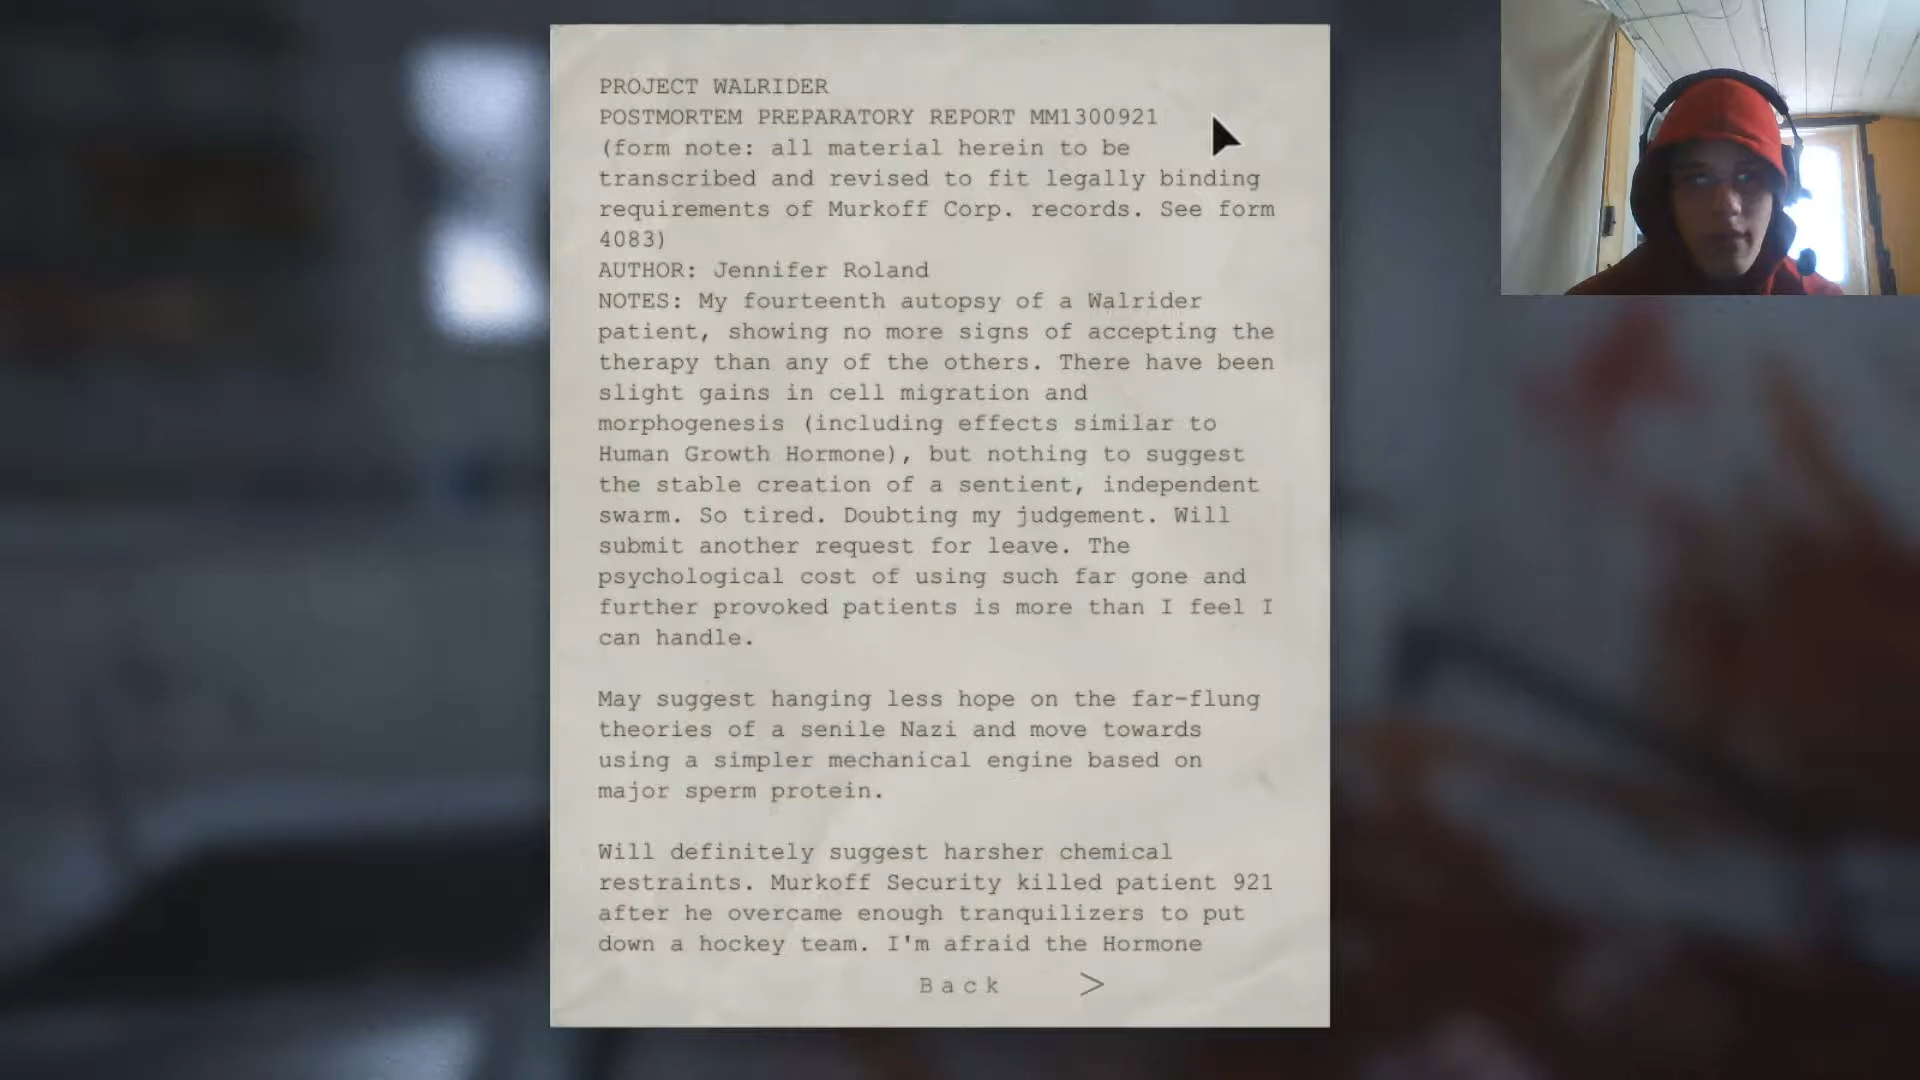 PROJECT WALRIDER
POSTMORTEM PREPARATORY REPORT MM1300921
(form note: all material herein to be
transcribed and revised to fit legally binding
requirements of Murkoff Corp. records. See form
4083)
AUTHOR: Jennifer Roland
NOTES: My fourteenth autopsy of a Walrider
patient, showing no more signs of accepting the
therapy than any of the others. There have been
slight gains in cell migration and
morphogenesis (including effects similar to
Human Growth Hormone), but nothing to suggest
the stable creation of a sentient, independent
swarm. So tired. Doubting my judgement. Will
submit another request for leave. The
psychological cost of using such far gone and
further provoked patients is more than I feel I
can handle.
May suggest hanging less hope on the far-flung
theories of a senile Nazi and move towards
using a simpler mechanical engine based on
major sperm protein.
Will definitely suggest harsher chemical
restraints. Murkoff Security killed patient 921
after he overcame enough tranquilizers to put
down a hockey team. I'm afraid the Hormone
Back >